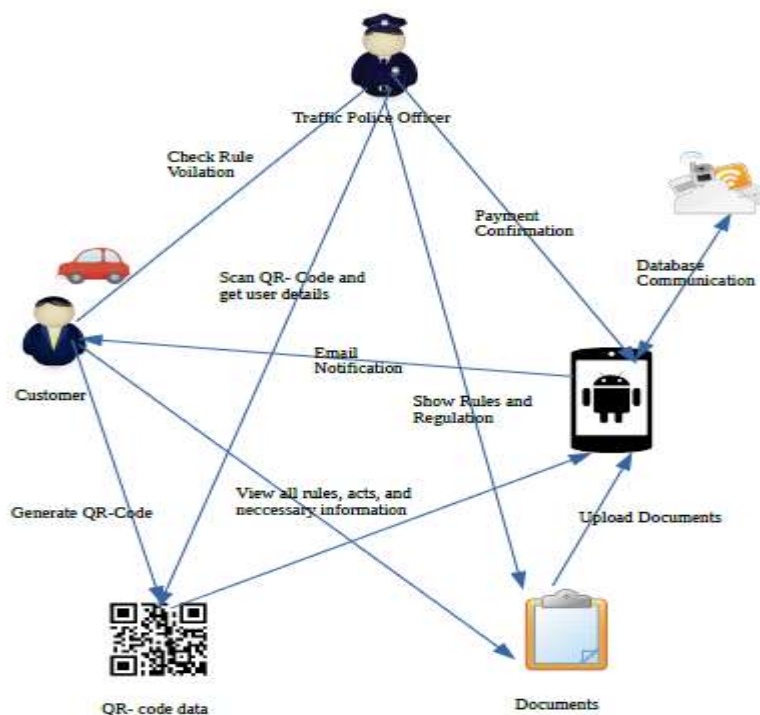 Traffic Police Officer
Check Rule
Voilation
Payment
Confirmation
Scan QR- Code and
get user details
Database
Communication
Email
Notification
Customer
Show Rules and
Regulation
View all rules, acts, and
neccessary information
Generate QR-Code
Upload Documents
QR- code data
Documents